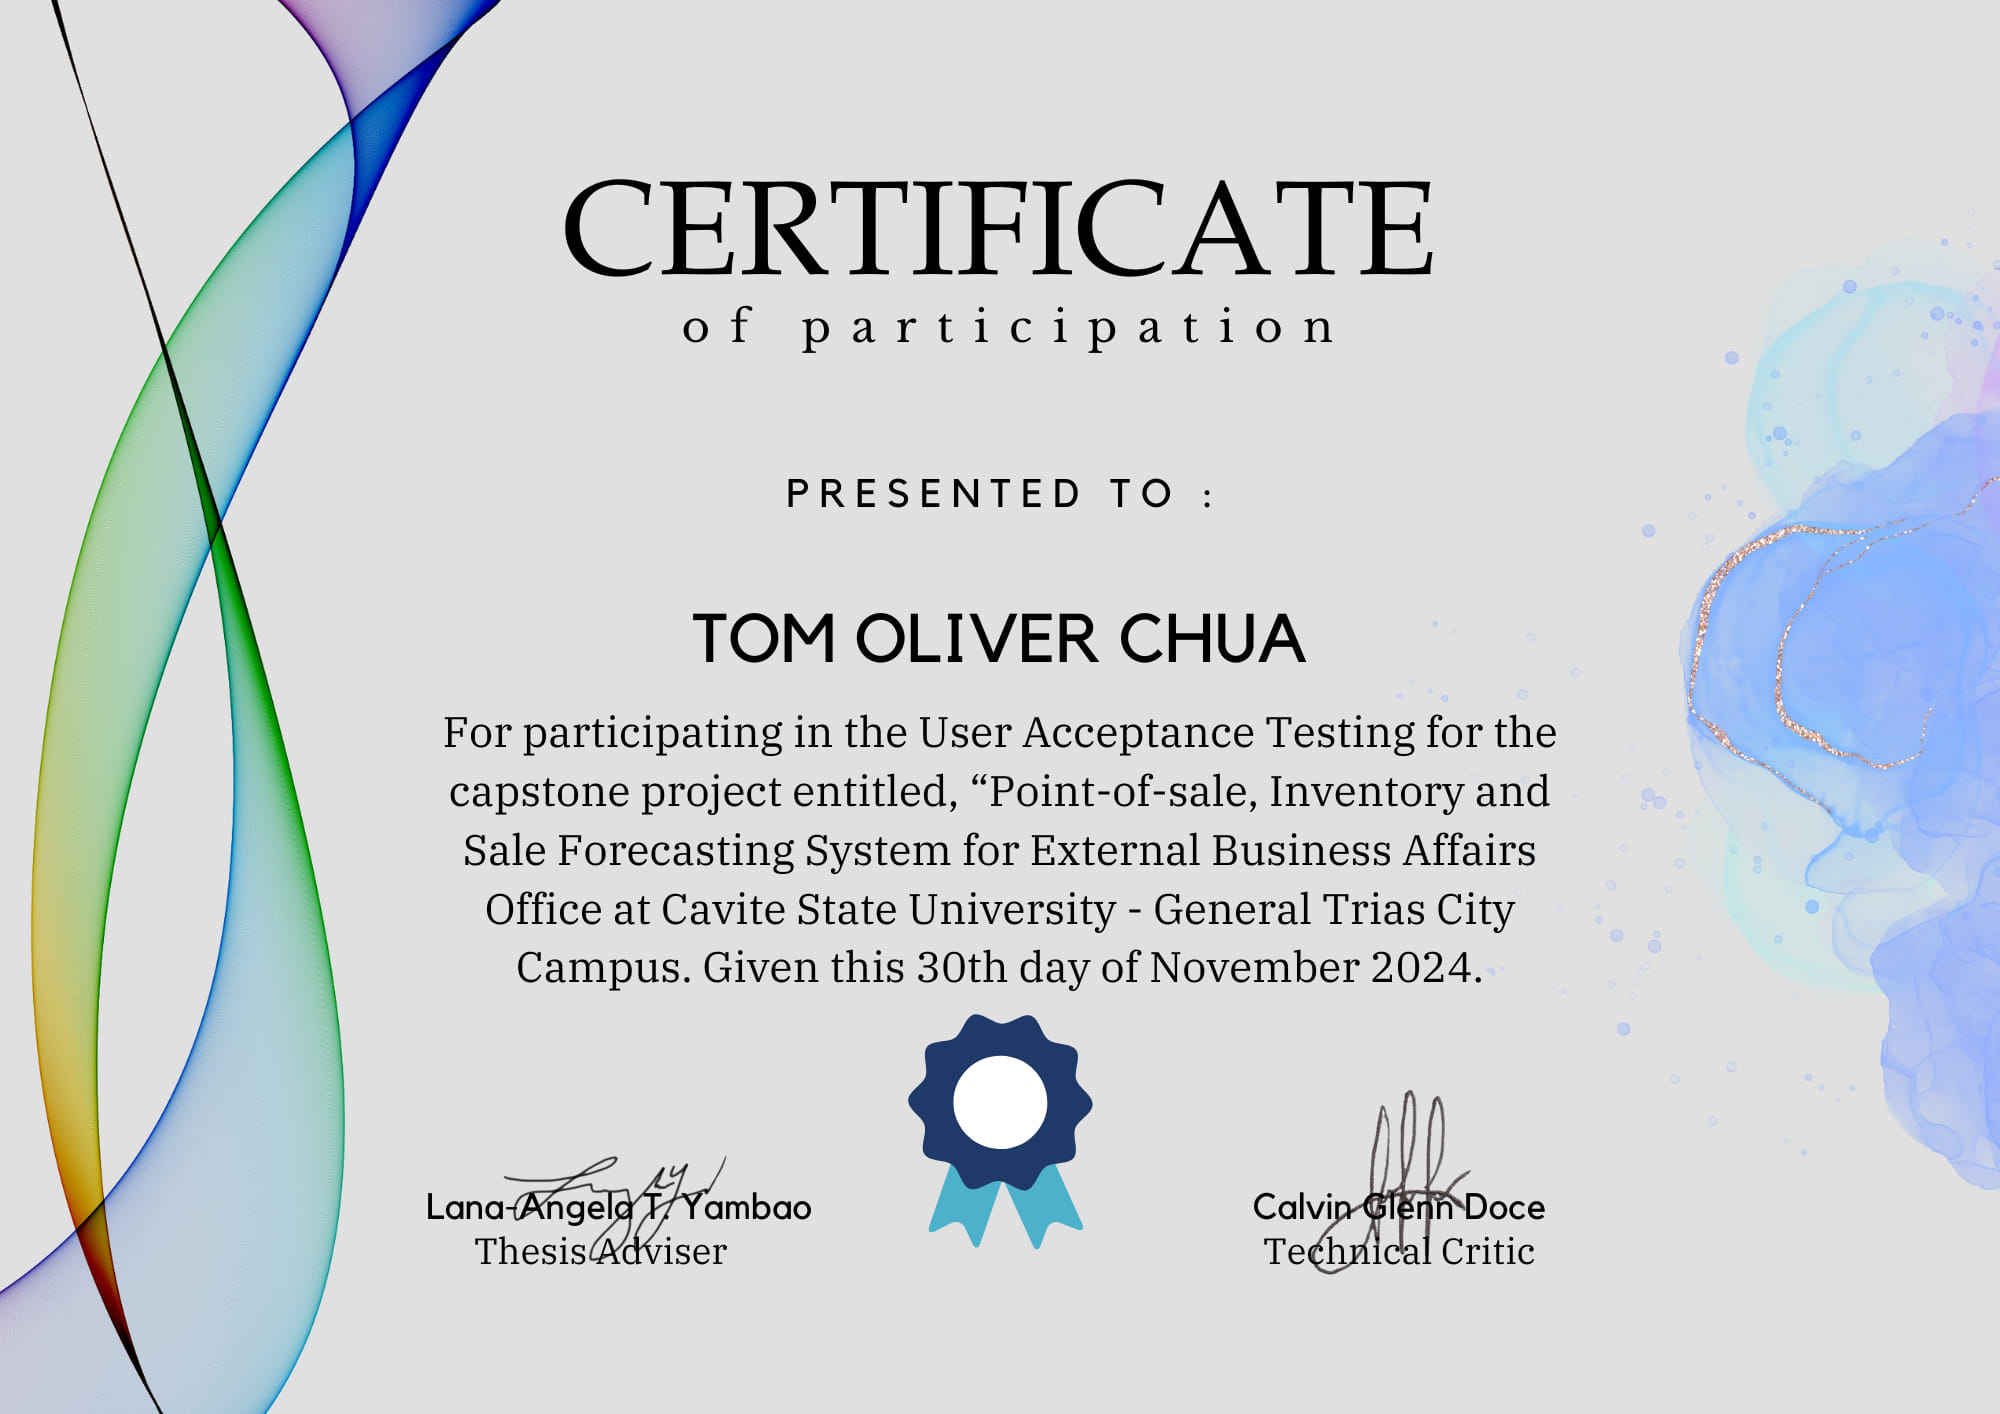 CERTIFICATE
of participation
PRESENTED TO :
TOM OLIVER CHUA
For participating in the User Acceptance Testing for the
capstone project entitled, “Point-of-sale, Inventory and
Sale Forecasting System for External Business Affairs
Office at Cavite State University - General Trias City
Campus. Given this 30th day of November 2024.
Lana-Angela T. Yambao
Thesis Adviser
Calvin Glenn Doce
Technical Critic